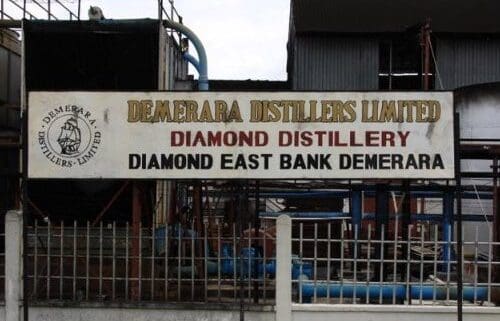 DEMERARA
DISTILLERS-LIMITED
DEMERARA DISTILLERS LIMITED
DIAMOND DISTILLERY
DIAMOND EAST BANK DEMERARA